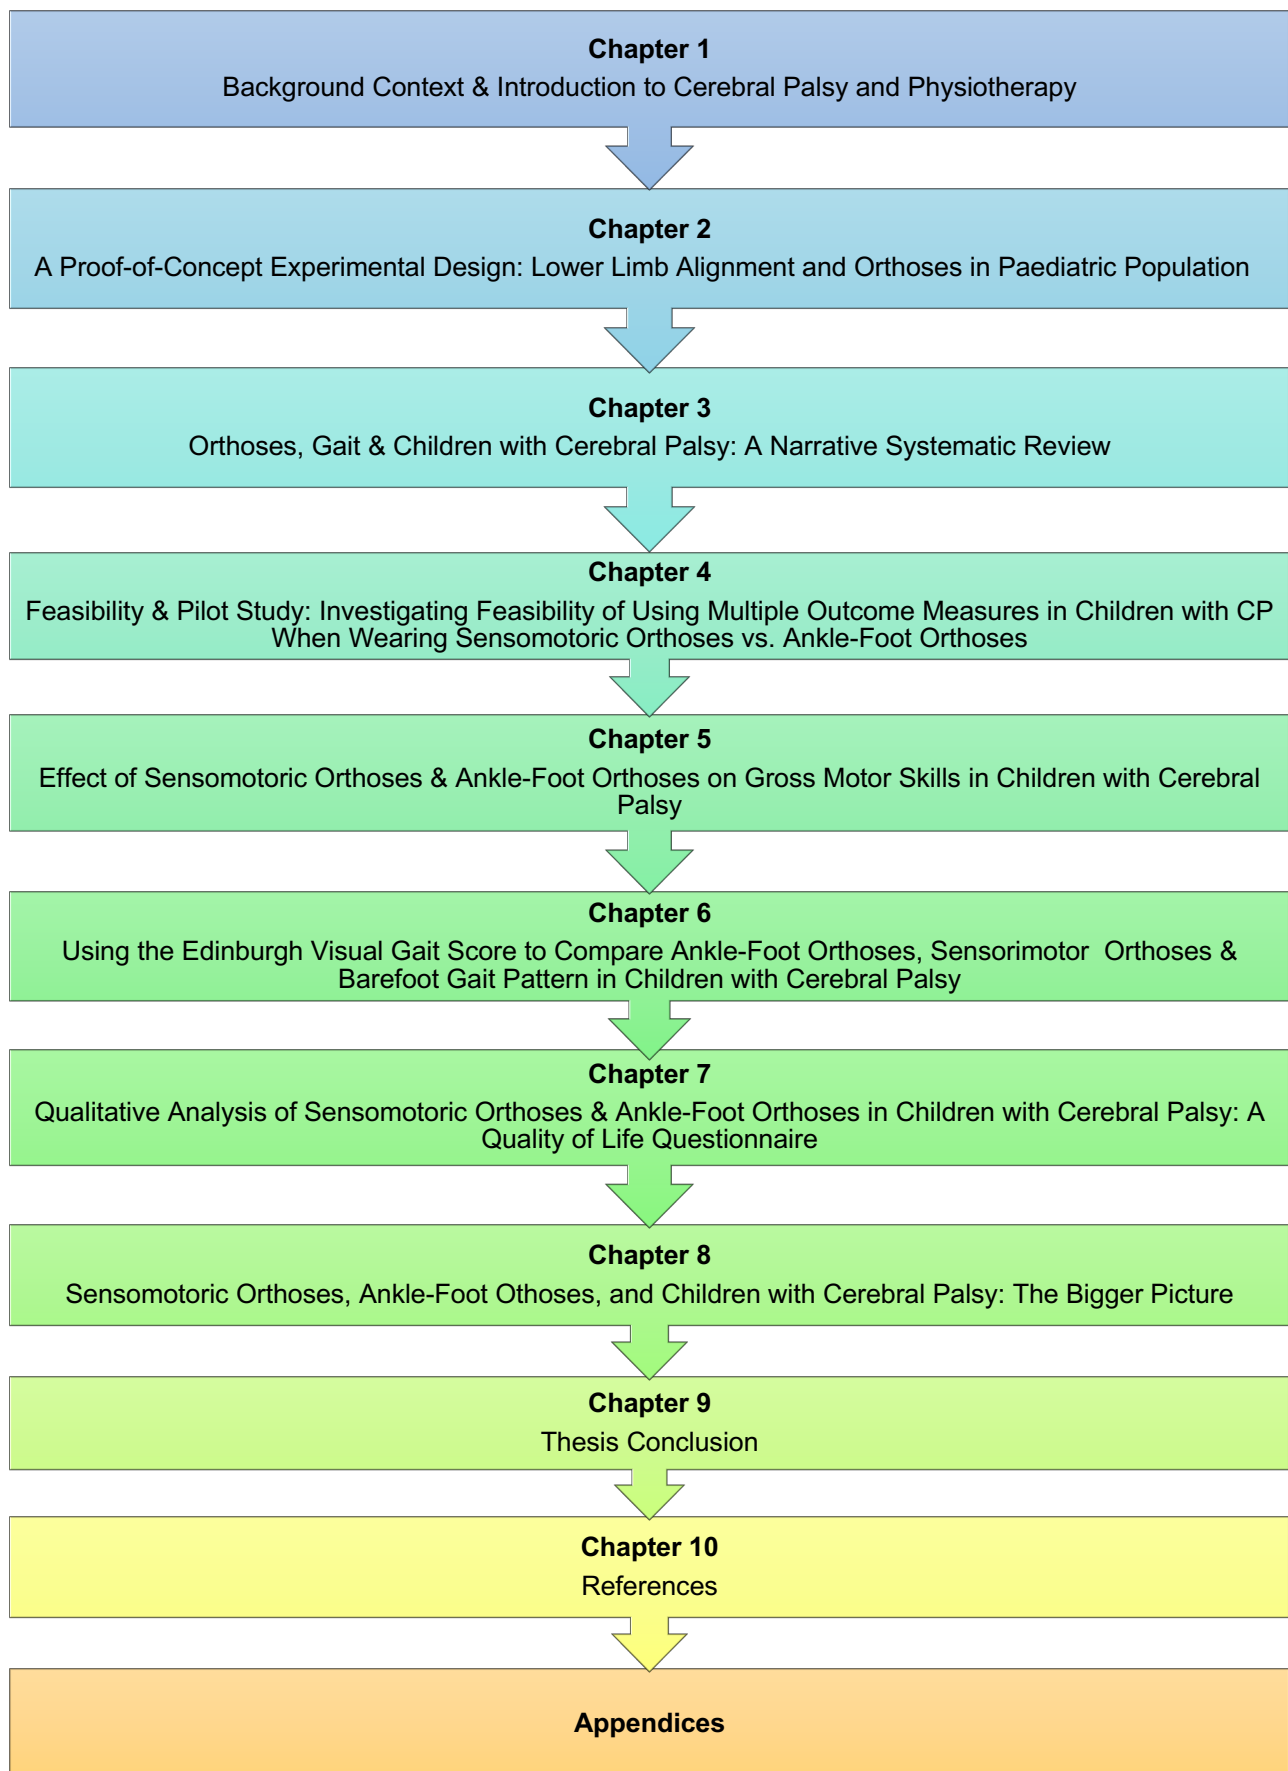 Chapter 1
Background Context & Introduction to Cerebral Palsy and Physiotherapy
Chapter 2
A Proof-of-Concept Experimental Design: Lower Limb Alignment and Orthoses in Paediatric Population
Chapter 3
Orthoses, Gait & Children with Cerebral Palsy: A Narrative Systematic Review
Chapter 4
Feasibility & Pilot Study: Investigating Feasibility of Using Multiple Outcome Measures in Children with CP
When Wearing Sensomotoric Orthoses vs. Ankle-Foot Orthoses
Chapter 5
Effect of Sensomotoric Orthoses & Ankle-Foot Orthoses on Gross Motor Skills in Children with Cerebral
Palsy
Chapter 6
Using the Edinburgh Visual Gait Score to Compare Ankle-Foot Orthoses, Sensorimotor  Orthoses &
Barefoot Gait Pattern in Children with Cerebral Palsy
Chapter 7
Qualitative Analysis of Sensomotoric Orthoses & Ankle-Foot Orthoses in Children with Cerebral Palsy: A
Quality of Life Questionnaire
Chapter 8
Sensomotoric Orthoses, Ankle-Foot Othoses, and Children with Cerebral Palsy: The Bigger Picture
Chapter 9
Thesis Conclusion
Chapter 10
References
Appendices